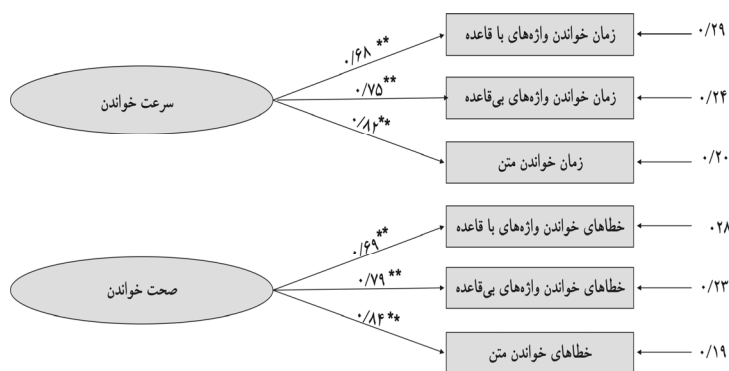 زمان خواندن واژه‌های با قاعده
۰/۲۹
۰/۶۸**
سرعت خواندن
۰/۷۵**
زمان خواندن واژه‌های بی‌قاعده
۰/۲۴
۰/۸۲**
زمان خواندن متن
۰/۲۰
خطاهای خواندن واژه‌های با قاعده
۰۲۸
۰/۶۹**
صحت خواندن
۰/۷۹**
خطاهای خواندن واژه‌های بی‌قاعده
۰/۲۳
۰/۸۴**
خطاهای خواندن متن
۰/۱۹